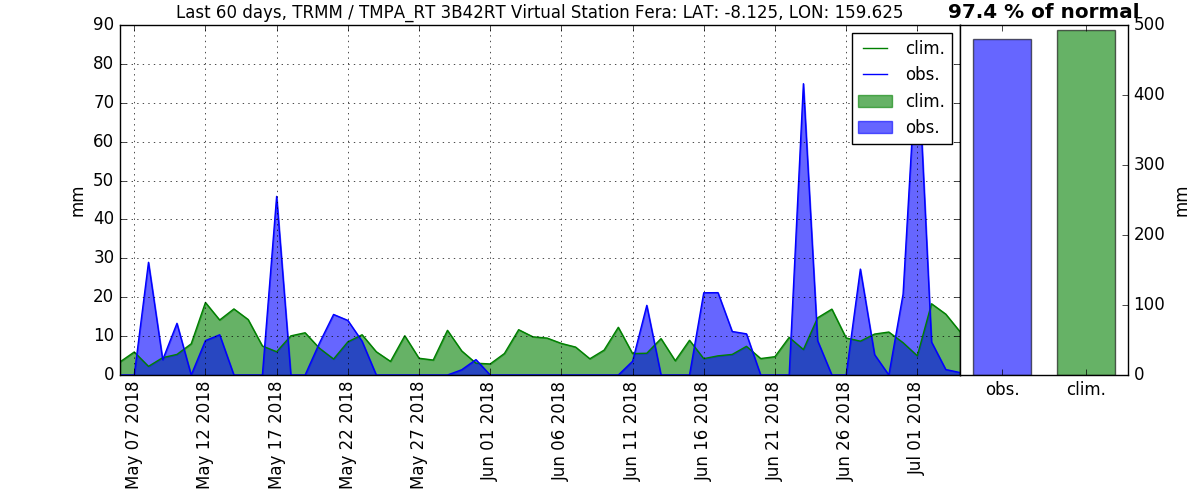 Last 60 days, TRMM / TMPA_RT 3B42RT Virtual Station Fera: LAT: -8.125, LON: 159.625
97.4 % of normal
90
80
70
60
50
40
30
20
10
0
mm
clim.
obs.
clim.
obs.
500
400
300
200
100
0
mm
May 07 2018
May 12 2018
May 17 2018
May 22 2018
May 27 2018
Jun 01 2018
Jun 06 2018
Jun 11 2018
Jun 16 2018
Jun 21 2018
Jun 26 2018
Jul 01 2018
obs.
clim.